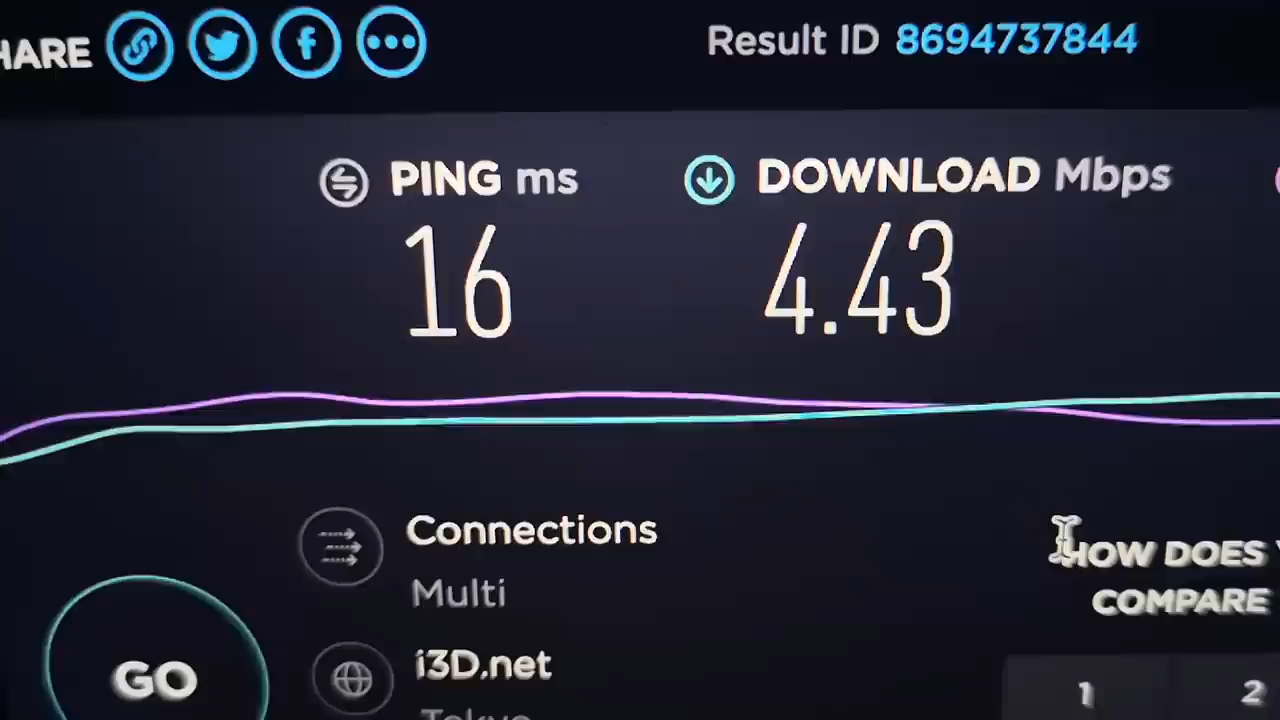 HARE
Result ID 8694737844
PING ms
DOWNLOAD Mbps
16
4.43
Connections
Multi
HOW DOES
COMPARE
GO
i3D.net
Tokyo
1
2